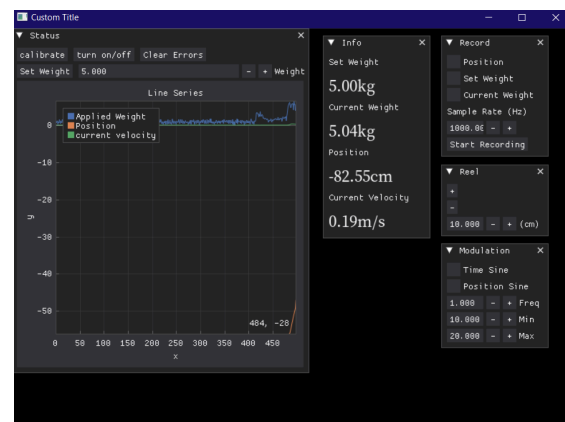 Custom Title
Status
calibrate turn on/off Clear Errors
Set Weight 5.000 - + Weight
Line Series
Applied Weight
Position
current velocity
0
-10
-20
-30
-40
-50
y
484, -28
0 50 100 150 200 250 300 350 400 450
x
Info
Set Weight
5.00kg
Current Weight
5.04kg
Position
-82.55cm
Current Velocity
0.19m/s
Record
Position
Set Weight
Current Weight
Sample Rate (Hz)
- +
Start Recording
Reel
+
-
10.000 - + (cm)
Modulation
Time Sine
Position Sine
1.000 - + Freq
10.000 - + Min
20.000 - + Max